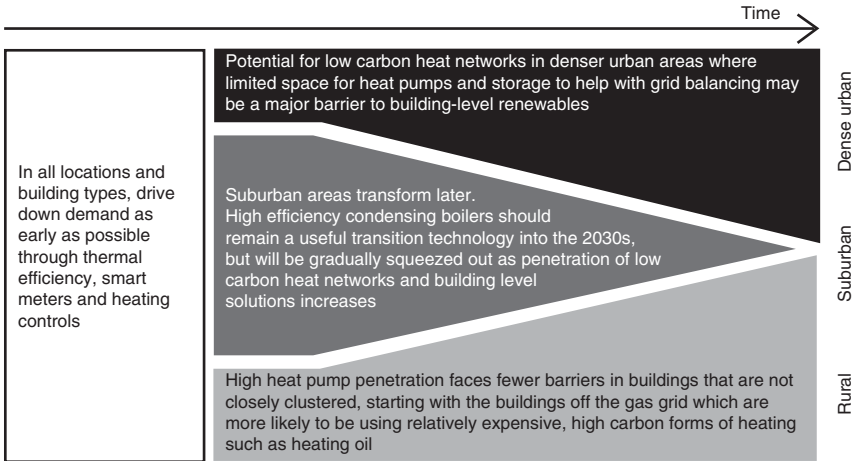 Time
In all locations and
building types, drive
down demand as
early as possible
through thermal
efficiency, smart
meters and heating
controls
Potential for low carbon heat networks in denser urban areas where
limited space for heat pumps and storage to help with grid balancing may
be a major barrier to building-level renewables
Suburban areas transform later.
High efficiency condensing boilers should
remain a useful transition technology into the 2030s,
but will be gradually squeezed out as penetration of low
carbon heat networks and building level
solutions increases
High heat pump penetration faces fewer barriers in buildings that are not
closely clustered, starting with the buildings off the gas grid which are
more likely to be using relatively expensive, high carbon forms of heating
such as heating oil
Dense urban
Suburban
Rural